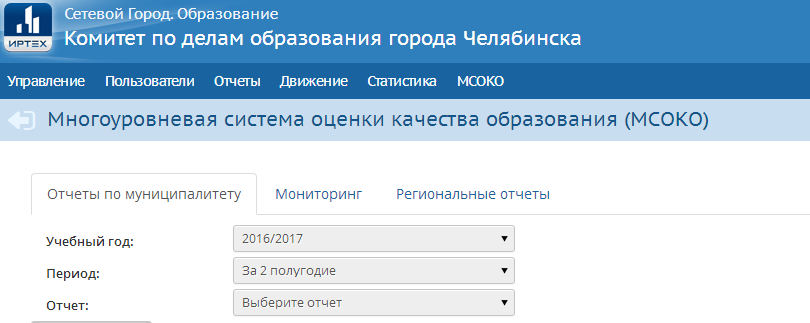 Сетевой Город. Образование
ИРТЕХ
Комитет по делам образования города Челябинска
Управление Пользователи Отчеты Движение Статистика МСОКО
Многоуровневая система оценки качества образования (МСОКО)
Отчеты по муниципалитету Мониторинг Региональные отчеты
Учебный год: 2016/2017
Период: За 2 полугодие
Отчет: Выберите отчет